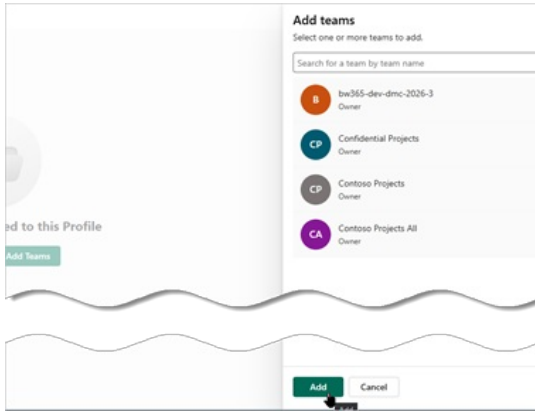 Add teams
Select one or more teams to add.
Search for a team by team name
B
bw365-dev-dmc-2026-3
Owner
CP
Confidential Projects
Owner
CP
Contoso Projects
Owner
CA
Contoso Projects All
Owner
ed to this Profile
Add Teams
Add
Cancel